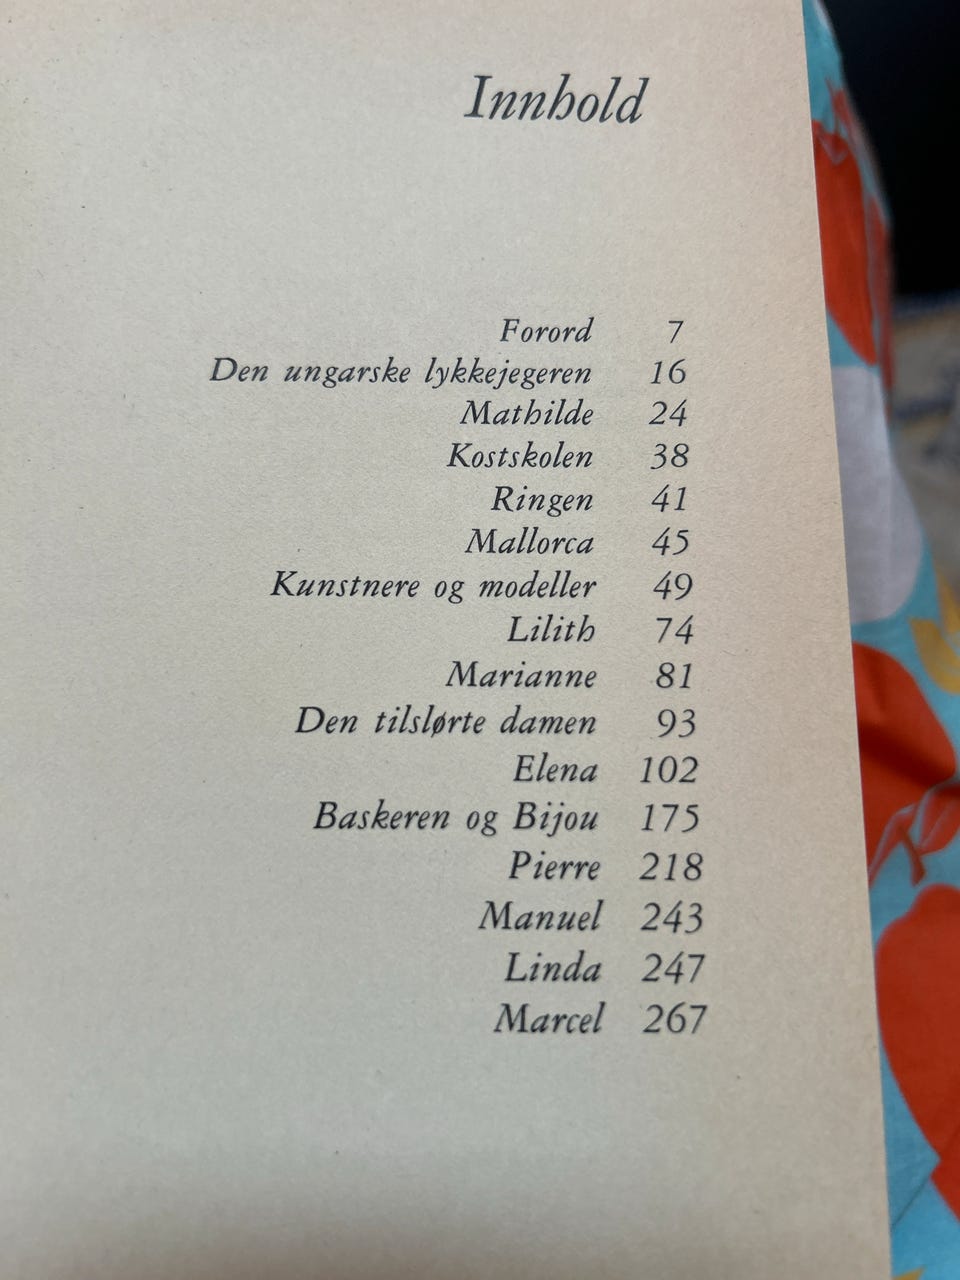 Innhold
Forord 7
Den ungarske lykkejegeren 16
Mathilde 24
Kostskolen 38
Ringen 41
Mallorca 45
Kunstnere og modeller 49
Lilith 74
Marianne 81
Den tilslørte damen 93
Elena 102
Baskeren og Bijou 175
Pierre 218
Manuel 243
Linda 247
Marcel 267